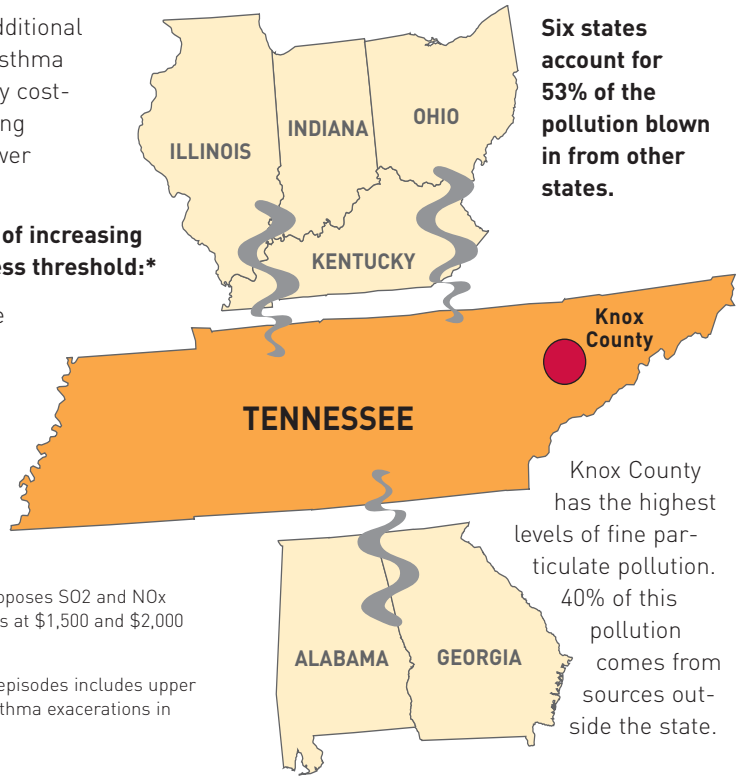 dditional
sthma
y cost-
ng
wer
of increasing
ess threshold:*
e
oposes SO2 and NOx
s at $1,500 and $2,000
episodes includes upper
sthma exacerations in
Six states
account for
53% of the
pollution blown
in from other
states.
ILLINOIS
INDIANA
OHIO
KENTUCKY
Knox
County
TENNESSEE
Knox County
has the highest
levels of fine par-
ticulate pollution.
40% of this
pollution
comes from
sources out-
side the state.
ALABAMA
GEORGIA